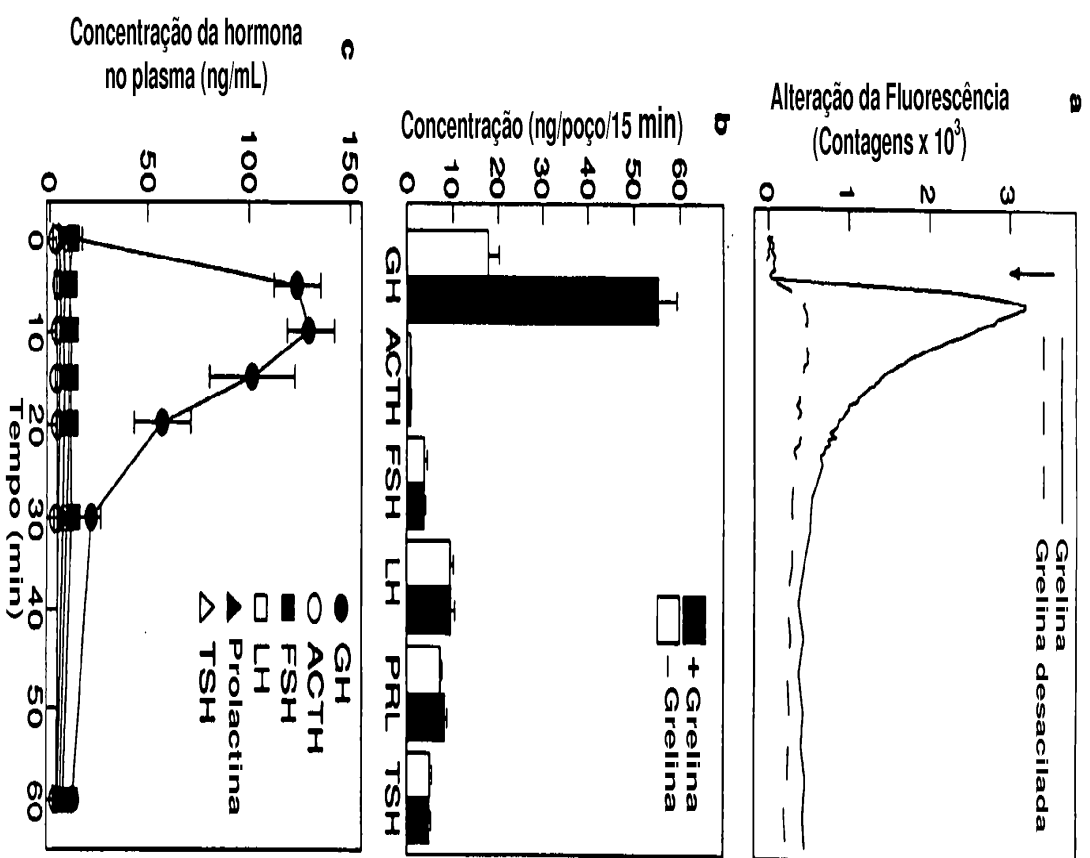 a
Alteração da Fluorescência
(Contagens x 10³)
0 1 2 3
Grelina
Grelina desacilada
b
Concentração (ng/poço/15 min)
0 10 20 30 40 50 60
GH ACTH FSH LH PRL TSH
+ Grelina
– Grelina
c
Concentração da hormona
no plasma (ng/mL)
0 50 100 150
0 10 20 30 40 50 60
Tempo (min)
GH
ACTH
FSH
LH
Prolactina
TSH